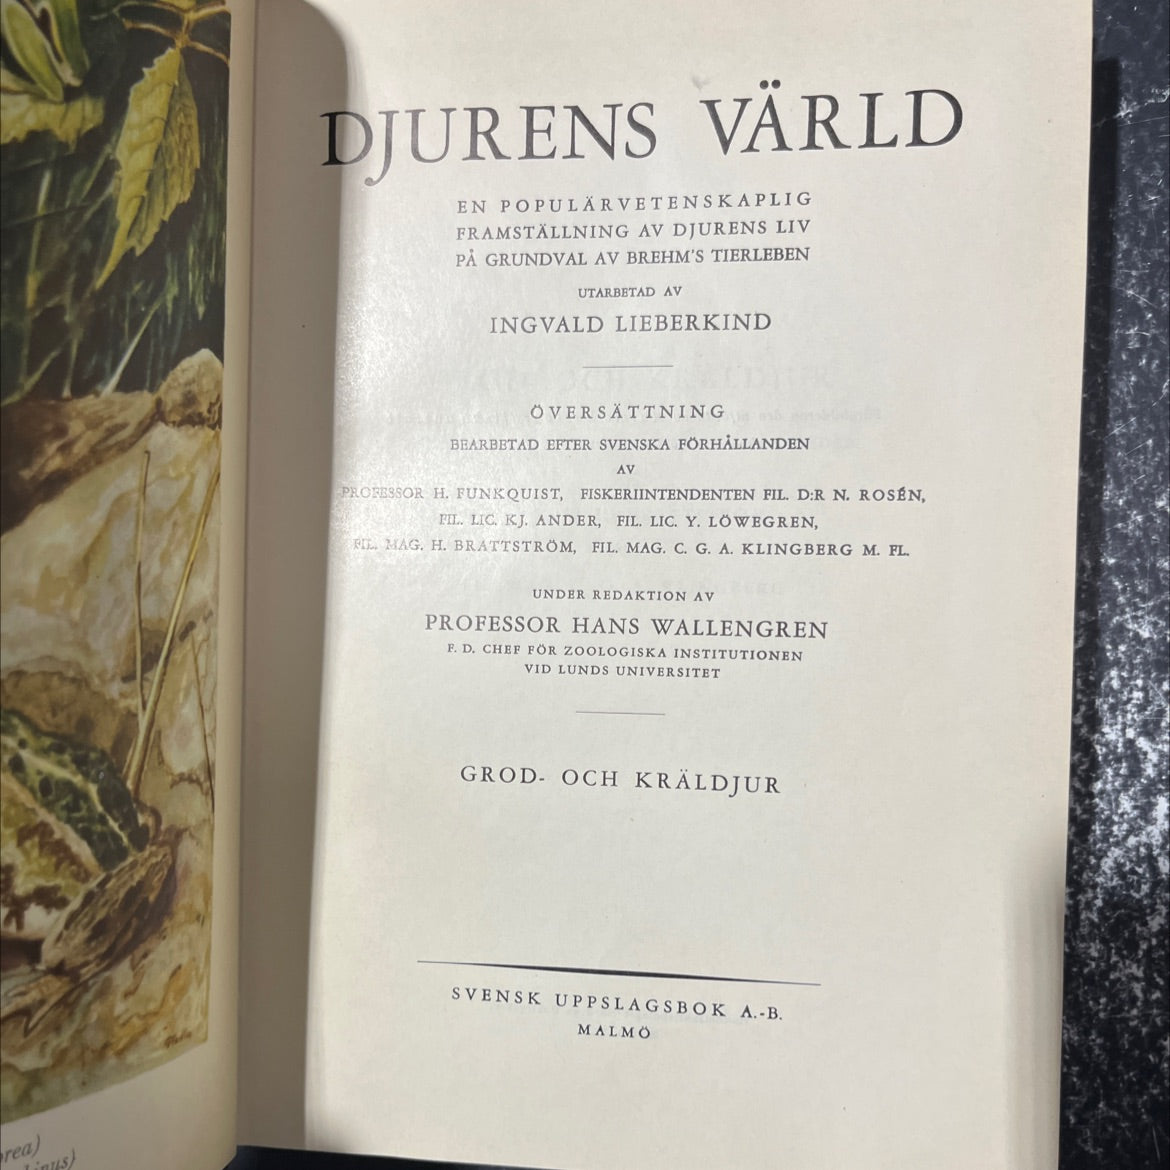 DJURENS VÄRLD
EN POPULÄRVETENSKAPLIG
FRAMSTÄLLNING AV DJURENS LIV
PÅ GRUNDVAL AV BREHM'S TIERLEBEN
UTARBETAD AV
INGVALD LIEBERKIND
ÖVERSÄTTNING
BEARBETAD EFTER SVENSKA FÖRHÅLLANDEN
AV
PROFESSOR H. FUNKQUIST, FISKERIINTENDENTEN FIL. D:R N. ROSÉN,
FIL. LIC. KJ. ANDER, FIL. LIC. Y. LÖWEGREN,
FIL. MAG. H. BRATTSTRÖM, FIL. MAG. C. G. A. KLINGBERG M. FL.
UNDER REDAKTION AV
PROFESSOR HANS WALLENGREN
F. D. CHEF FÖR ZOOLOGISKA INSTITUTIONEN
VID LUNDS UNIVERSITET
GROD- OCH KRÄLDJUR
SVENSK UPPSLAGSBOK A.-B.
MALMÖ